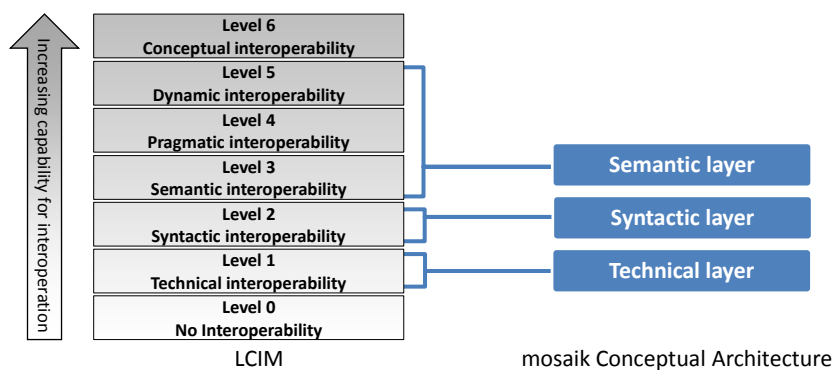 Increasing capability for interoperation
Level 6
Conceptual interoperability
Level 5
Dynamic interoperability
Level 4
Pragmatic interoperability
Level 3
Semantic interoperability
Level 2
Syntactic interoperability
Level 1
Technical interoperability
Level 0
No Interoperability
LCIM
Semantic layer
Syntactic layer
Technical layer
mosaik Conceptual Architecture